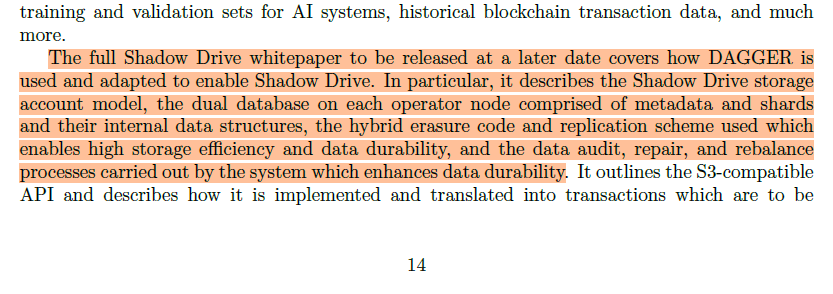 training and validation sets for AI systems, historical blockchain transaction data, and much
more.
The full Shadow Drive whitepaper to be released at a later date covers how DAGGER is
used and adapted to enable Shadow Drive. In particular, it describes the Shadow Drive storage
account model, the dual database on each operator node comprised of metadata and shards
and their internal data structures, the hybrid erasure code and replication scheme used which
enables high storage efficiency and data durability, and the data audit, repair, and rebalance
processes carried out by the system which enhances data durability. It outlines the S3-compatible
API and describes how it is implemented and translated into transactions which are to be
14